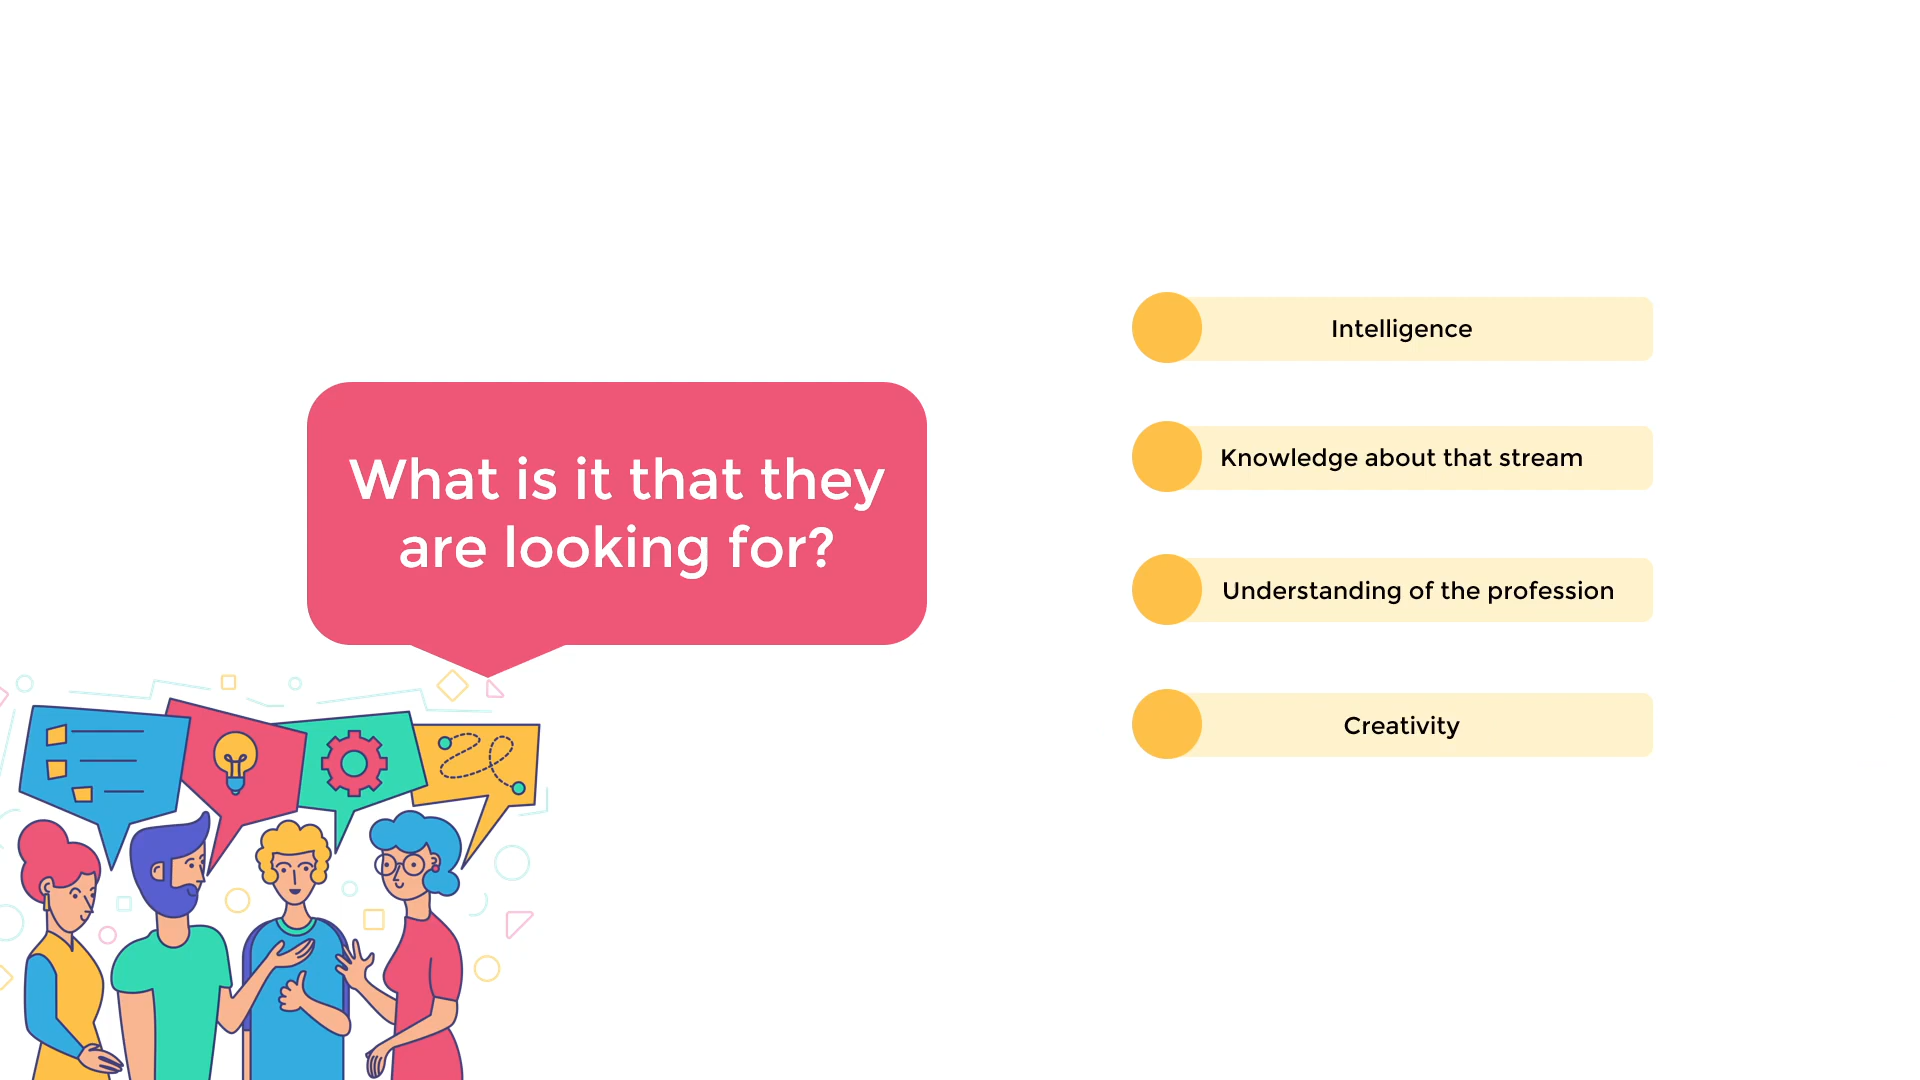 What is it that they
are looking for?
Intelligence
Knowledge about that stream
Understanding of the profession
Creativity